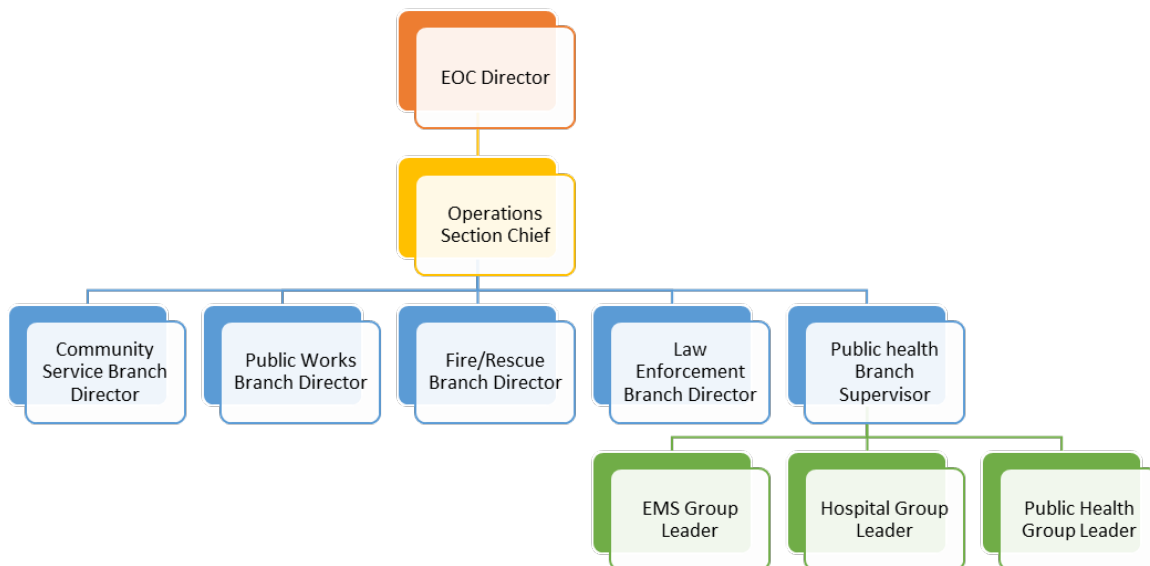 EOC Director
Operations
Section Chief
Community
Service Branch
Director
Public Works
Branch Director
Fire/Rescue
Branch Director
Law
Enforcement
Branch Director
Public health
Branch
Supervisor
EMS Group
Leader
Hospital Group
Leader
Public Health
Group Leader